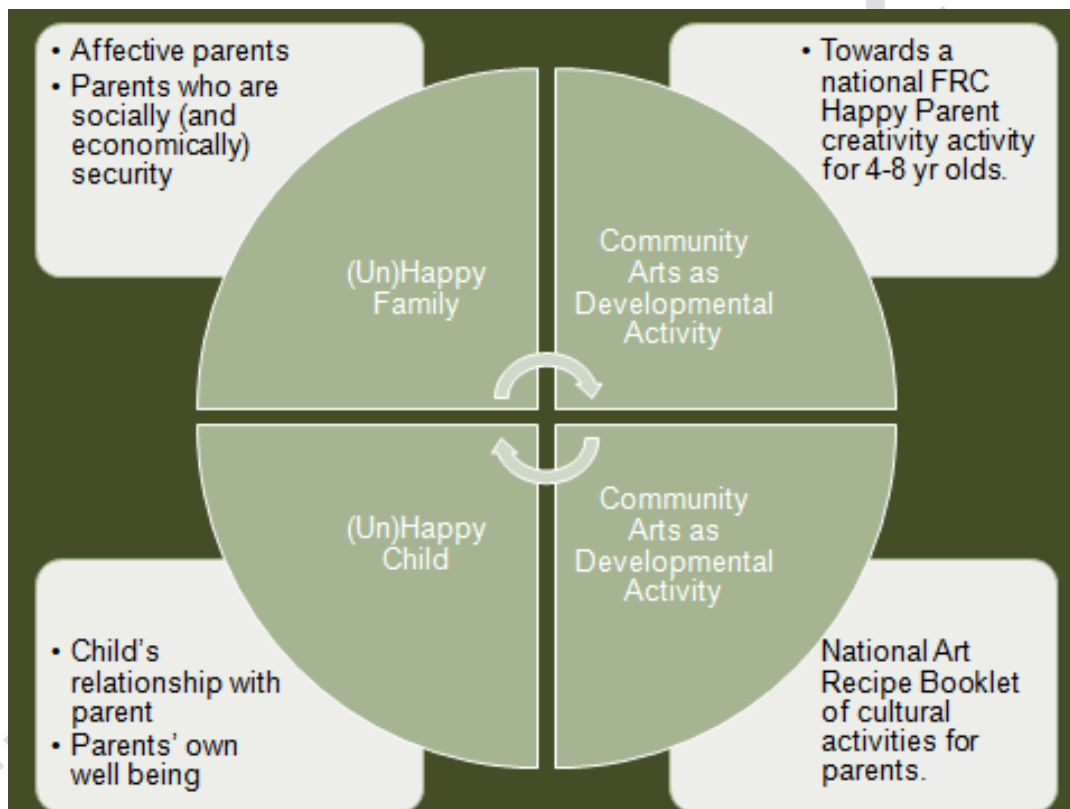 • Affective parents
• Parents who are
socially (and
economically)
security
• Towards a
national FRC
Happy Parent
creativity activity
for 4-8 yr olds.
(Un)Happy
Family
Community
Arts as
Developmental
Activity
(Un)Happy
Child
Community
Arts as
Developmental
Activity
• Child's
relationship with
parent
• Parents' own
well being
National Art
Recipe Booklet
of cultural
activities for
parents.